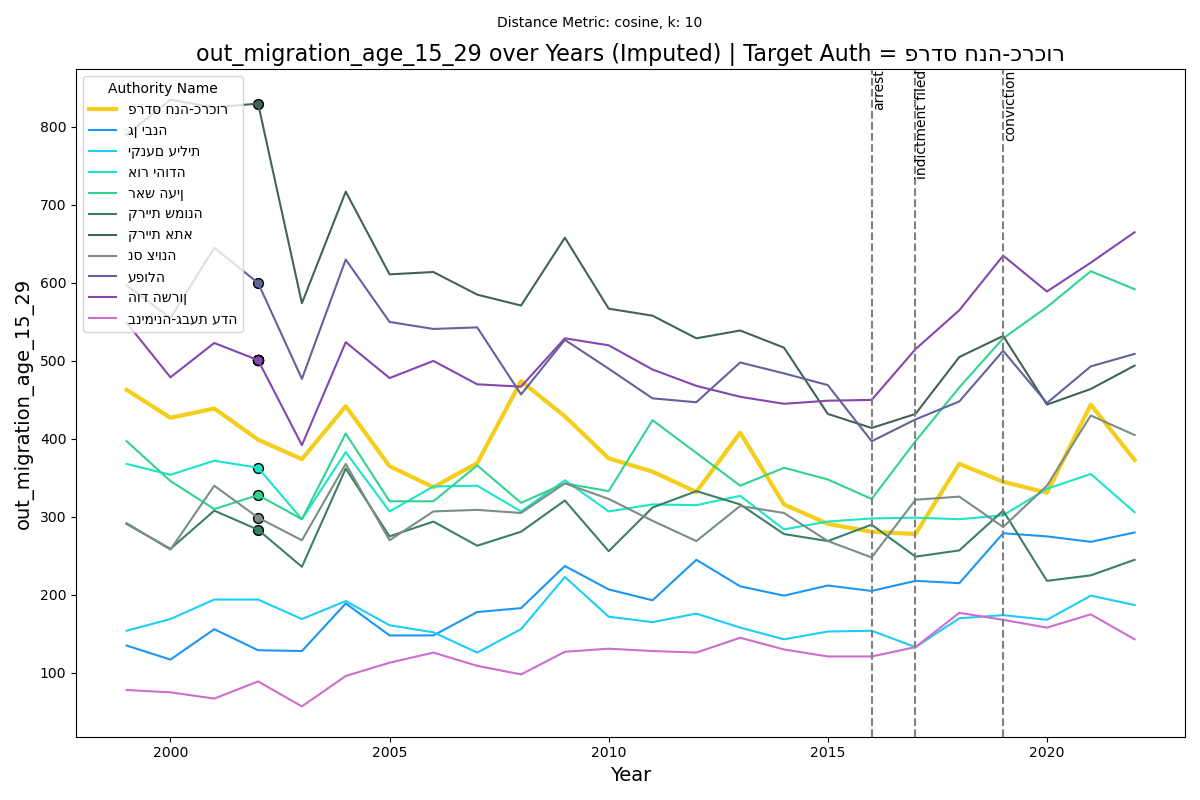 Distance Metric: cosine, k: 10
out_migration_age_15_29 over Years (Imputed) | Target Auth = פרדס חנה-כרכור
Authority Name
פרדס חנה-כרכור
גן יבנה
יקנעם עילית
אור יהודה
ראש העין
קריית שמונה
קריית אתא
נס ציונה
עפולה
הוד השרון
בנימינה-גבעת עדה
arrest
indictment filed
conviction
out_migration_age_15_29
800
700
600
500
400
300
200
100
2000
2005
2010
2015
2020
Year